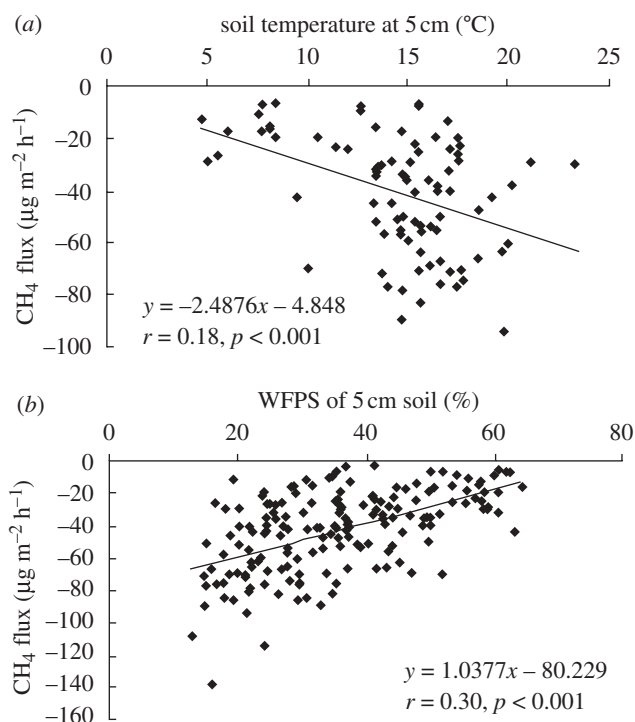 (a) soil temperature at 5 cm (°C)
0 5 10 15 20 25
0
–20
–40
–60
–80
–100
CH₄ flux (µg m⁻² h⁻¹)
y = –2.4876x – 4.848
r = 0.18, p < 0.001
(b) WFPS of 5 cm soil (%)
0 20 40 60 80
0
–20
–40
–60
–80
–100
–120
–140
–160
CH₄ flux (µg m⁻² h⁻¹)
y = 1.0377x – 80.229
r = 0.30, p < 0.001